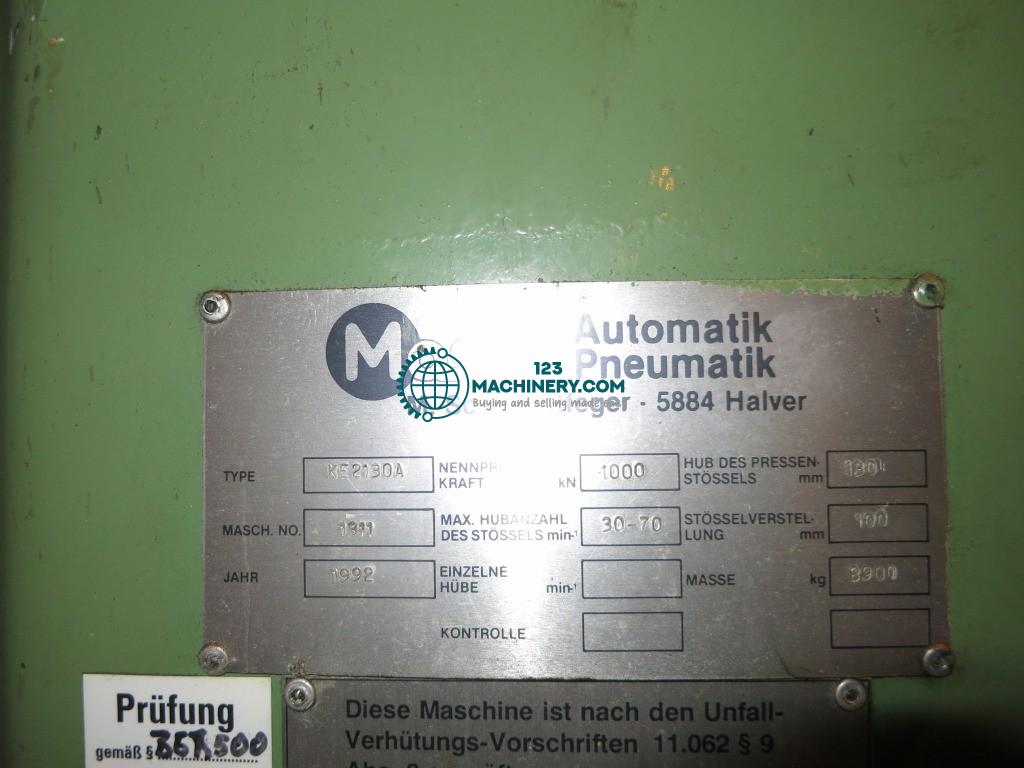 M
Automatik
Pneumatik
123
MACHINERY.COM
Buying and selling made easy
- 5884 Halver
TYPE KE2130A
KRAFT kN 1000
HUB DES PRESSEN-
STÖSSELS mm 130
MASCH. NO. 1911
MAX. HUBANZAHL
DES STÖSSELS min-¹ 30-70
STÖSSELVERSTEL-
LUNG mm 100
JAHR 1992
EINZELNE
HÜBE min-¹
MASSE kg
KONTROLLE
Prüfung
gemäß §
Diese Maschine ist nach den Unfall-
Verhütungs-Vorschriften 11.062 § 9